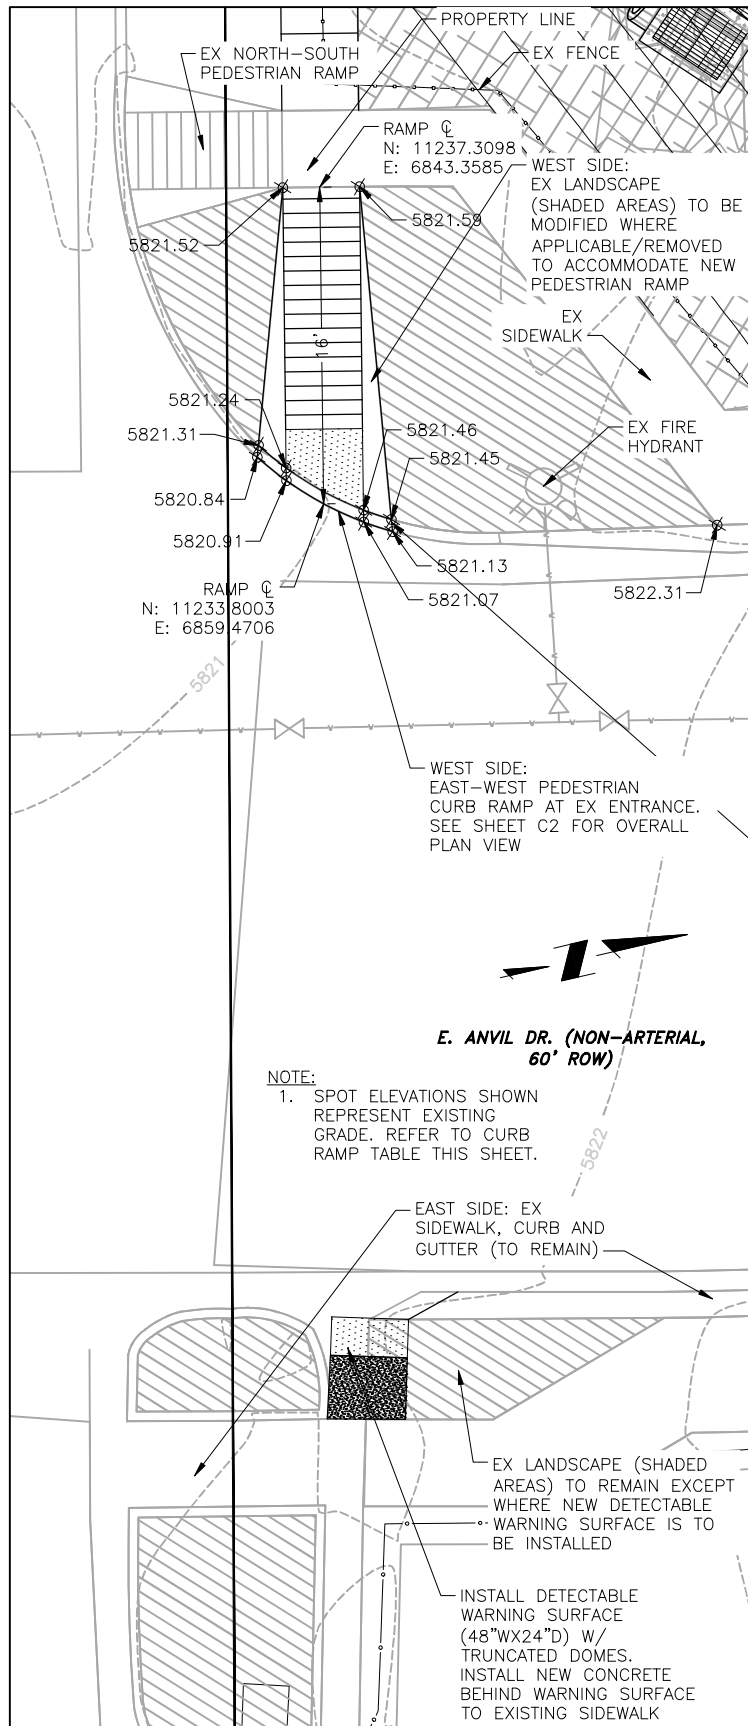 PROPERTY LINE
EX NORTH-SOUTH
PEDESTRIAN RAMP
EX FENCE
RAMP ℄
N: 11237.3098
E: 6843.3585
WEST SIDE:
EX LANDSCAPE
(SHADED AREAS) TO BE
MODIFIED WHERE
APPLICABLE/REMOVED
TO ACCOMMODATE NEW
PEDESTRIAN RAMP
5821.52
5821.59
EX
SIDEWALK
16'
5821.24
5821.31
5821.46
EX FIRE
HYDRANT
5821.45
5820.84
5820.91
5821.13
5821.07
5822.31
RAMP ℄
N: 11233.8003
E: 6859.4706
5821
WEST SIDE:
EAST-WEST PEDESTRIAN
CURB RAMP AT EX ENTRANCE.
SEE SHEET C2 FOR OVERALL
PLAN VIEW
E. ANVIL DR. (NON-ARTERIAL,
60' ROW)
NOTE:
1. SPOT ELEVATIONS SHOWN
REPRESENT EXISTING
GRADE. REFER TO CURB
RAMP TABLE THIS SHEET.
5822
EAST SIDE: EX
SIDEWALK, CURB AND
GUTTER (TO REMAIN)
EX LANDSCAPE (SHADED
AREAS) TO REMAIN EXCEPT
WHERE NEW DETECTABLE
WARNING SURFACE IS TO
BE INSTALLED
INSTALL DETECTABLE
WARNING SURFACE
(48"WX24"D) W/
TRUNCATED DOMES.
INSTALL NEW CONCRETE
BEHIND WARNING SURFACE
TO EXISTING SIDEWALK